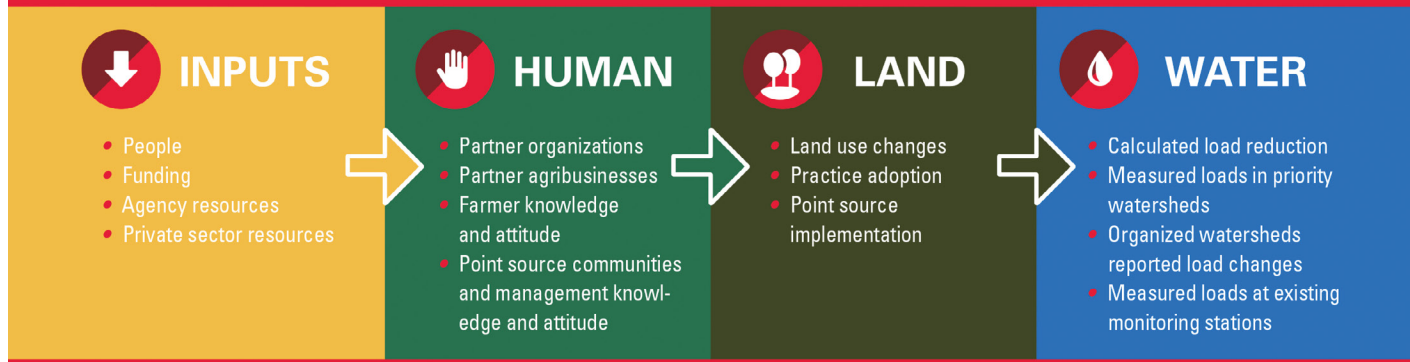 INPUTS
• People
• Funding
• Agency resources
• Private sector resources
HUMAN
• Partner organizations
• Partner agribusinesses
• Farmer knowledge
and attitude
• Point source communities
and management knowl-
edge and attitude
LAND
• Land use changes
• Practice adoption
• Point source
implementation
WATER
• Calculated load reduction
• Measured loads in priority
watersheds
• Organized watersheds
reported load changes
• Measured loads at existing
monitoring stations